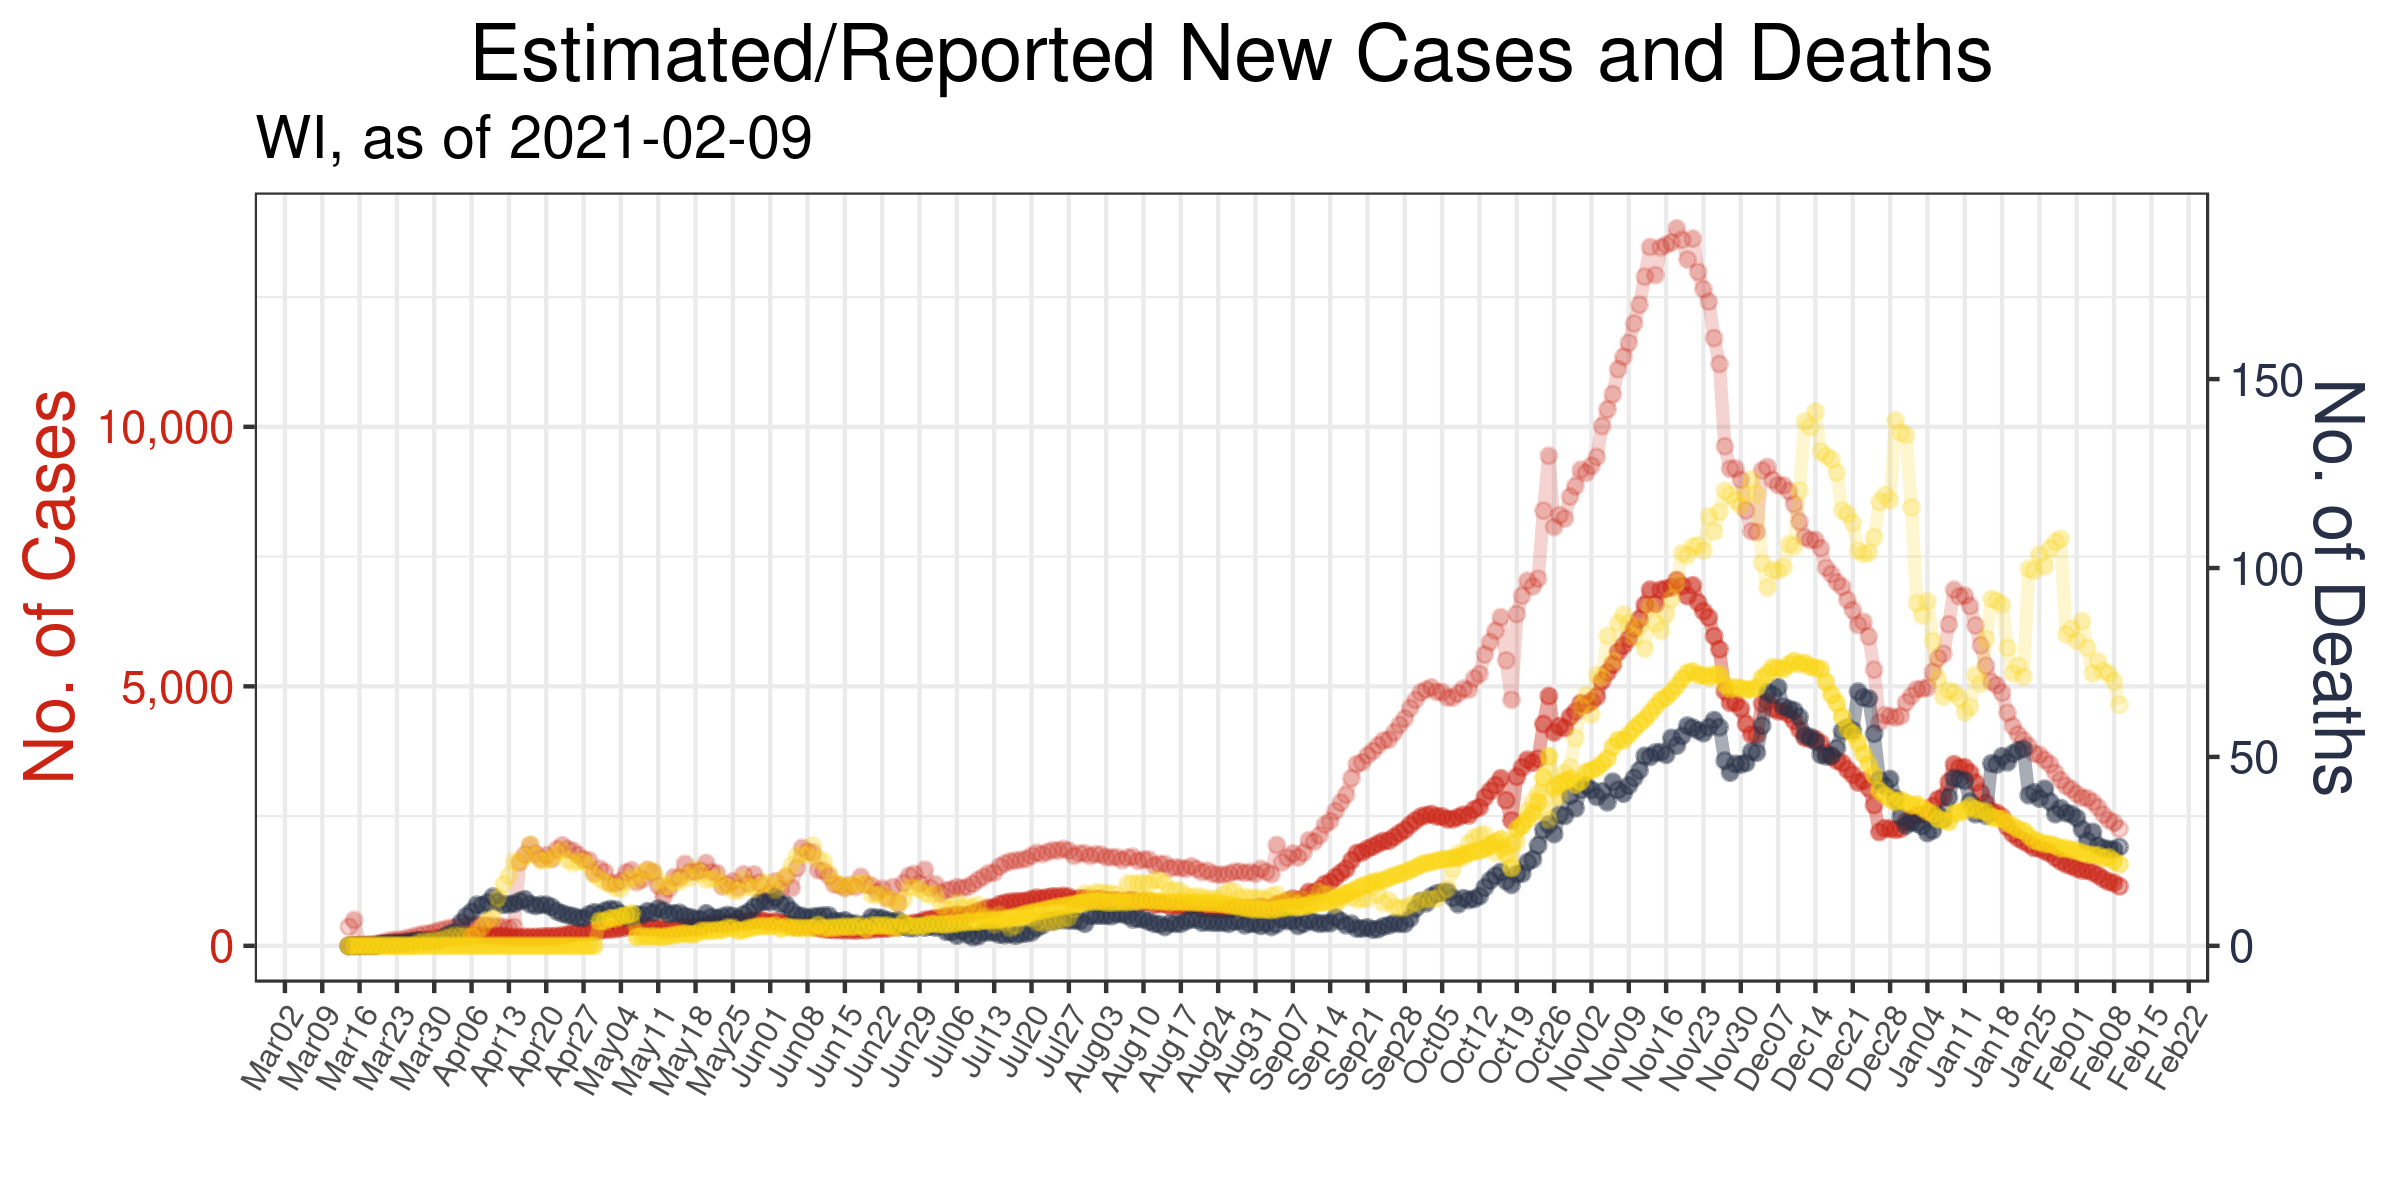 Estimated/Reported New Cases and Deaths
WI, as of 2021-02-09
No. of Cases
10,000
5,000
0
150
100
50
0
No. of Deaths
Mar02 Mar09 Mar16 Mar23 Mar30 Apr06 Apr13 Apr20 Apr27 May04 May11 May18 May25 Jun01 Jun08 Jun15 Jun22 Jun29 Jul06 Jul13 Jul20 Jul27 Aug03 Aug10 Aug17 Aug24 Aug31 Sep07 Sep14 Sep21 Sep28 Oct05 Oct12 Oct19 Oct26 Nov02 Nov09 Nov16 Nov23 Nov30 Dec07 Dec14 Dec21 Dec28 Jan04 Jan11 Jan18 Jan25 Feb01 Feb08 Feb15 Feb22